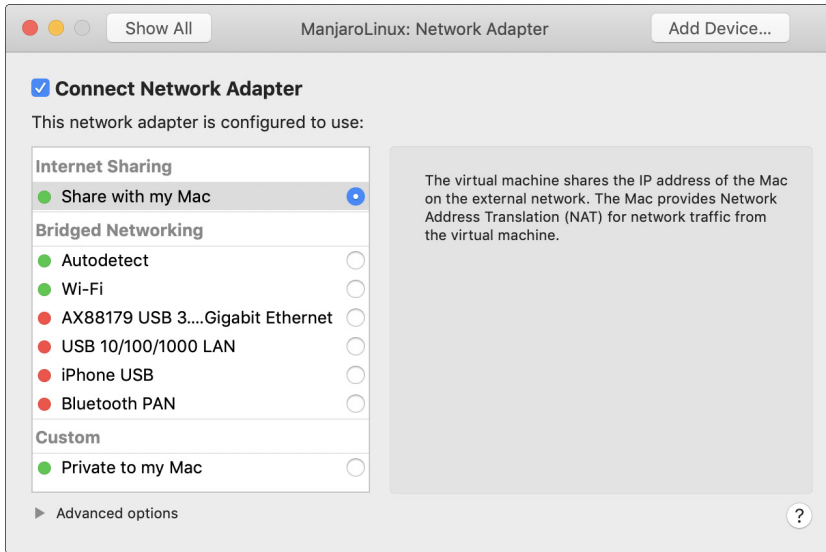 Show All
ManjaroLinux: Network Adapter
Add Device...
Connect Network Adapter
This network adapter is configured to use:
Internet Sharing
Share with my Mac
Bridged Networking
Autodetect
Wi-Fi
AX88179 USB 3....Gigabit Ethernet
USB 10/100/1000 LAN
iPhone USB
Bluetooth PAN
Custom
Private to my Mac
The virtual machine shares the IP address of the Mac
on the external network. The Mac provides Network
Address Translation (NAT) for network traffic from
the virtual machine.
Advanced options
?